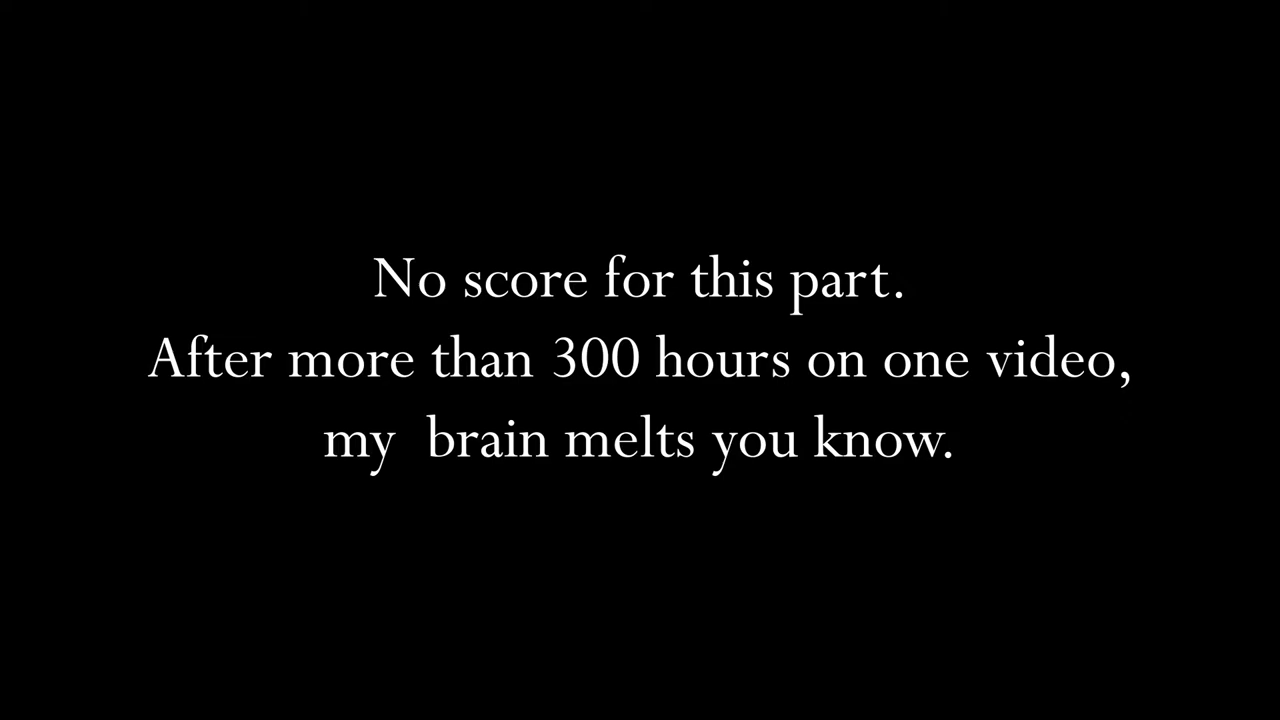 No score for this part.
After more than 300 hours on one video,
my  brain melts you know.